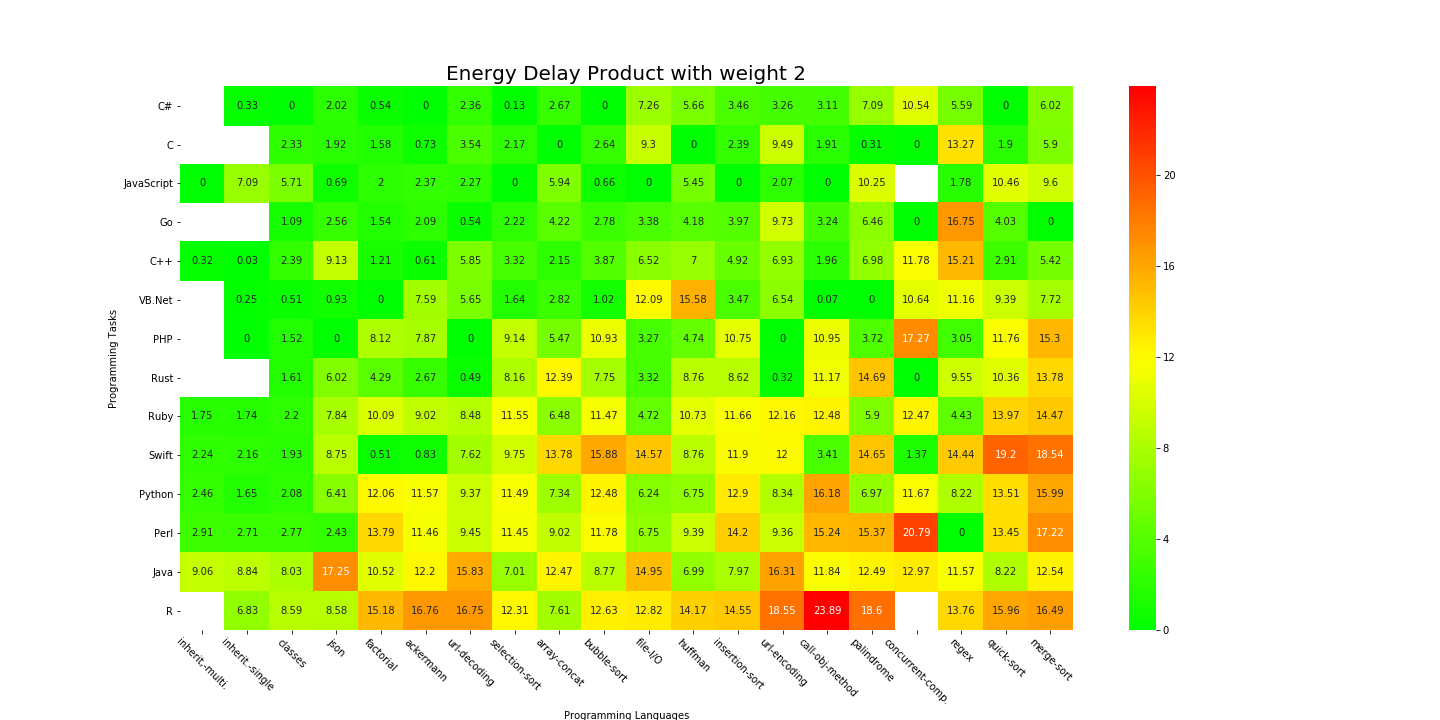 Energy Delay Product with weight 2
C# 0.33 0 2.02 0.54 0 2.36 0.13 2.67 0 7.26 5.66 3.46 3.26 3.11 7.09 10.54 5.59 0 6.02
C 2.33 1.92 1.58 0.73 3.54 2.17 0 2.64 9.3 0 2.39 9.49 1.91 0.31 0 13.27 1.9 5.9
JavaScript 0 7.09 5.71 0.69 2 2.37 2.27 0 5.94 0.66 0 5.45 0 2.07 0 10.25 1.78 10.46 9.6
Go 1.09 2.56 1.54 2.09 0.54 2.22 4.22 2.78 3.38 4.18 3.97 9.73 3.24 6.46 0 16.75 4.03 0
C++ 0.32 0.03 2.39 9.13 1.21 0.61 5.85 3.32 2.15 3.87 6.52 7 4.92 6.93 1.96 6.98 11.78 15.21 2.91 5.42
VB.Net 0.25 0.51 0.93 0 7.59 5.65 1.64 2.82 1.02 12.09 15.58 3.47 6.54 0.07 0 10.64 11.16 9.39 7.72
PHP 0 1.52 0 8.12 7.87 0 9.14 5.47 10.93 3.27 4.74 10.75 0 10.95 3.72 17.27 3.05 11.76 15.3
Rust 1.61 6.02 4.29 2.67 0.49 8.16 12.39 7.75 3.32 8.76 8.62 0.32 11.17 14.69 0 9.55 10.36 13.78
Ruby 1.75 1.74 2.2 7.84 10.09 9.02 8.48 11.55 6.48 11.47 4.72 10.73 11.66 12.16 12.48 5.9 12.47 4.43 13.97 14.47
Swift 2.24 2.16 1.93 8.75 0.51 0.83 7.62 9.75 13.78 15.88 14.57 8.76 11.9 12 3.41 14.65 1.37 14.44 19.2 18.54
Python 2.46 1.65 2.08 6.41 12.06 11.57 9.37 11.49 7.34 12.48 6.24 6.75 12.9 8.34 16.18 6.97 11.67 8.22 13.51 15.99
Perl 2.91 2.71 2.77 2.43 13.79 11.46 9.45 11.45 9.02 11.78 6.75 9.39 14.2 9.36 15.24 15.37 20.79 0 13.45 17.22
Java 9.06 8.84 8.03 17.25 10.52 12.2 15.83 7.01 12.47 8.77 14.95 6.99 7.97 16.31 11.84 12.49 12.97 11.57 8.22 12.54
R 6.83 8.59 8.58 15.18 16.76 16.75 12.31 7.61 12.63 12.82 14.17 14.55 18.55 23.89 18.6 13.76 15.96 16.49
inherit.-multi. inherit.-single classes json factorial ackermann url-decoding selection-sort array-concat bubble-sort file-I/O huffman insertion-sort url-encoding call-obj-method palindrome concurrent-comp. regex quick-sort merge-sort
Programming Languages
Programming Tasks
20
16
12
8
4
0